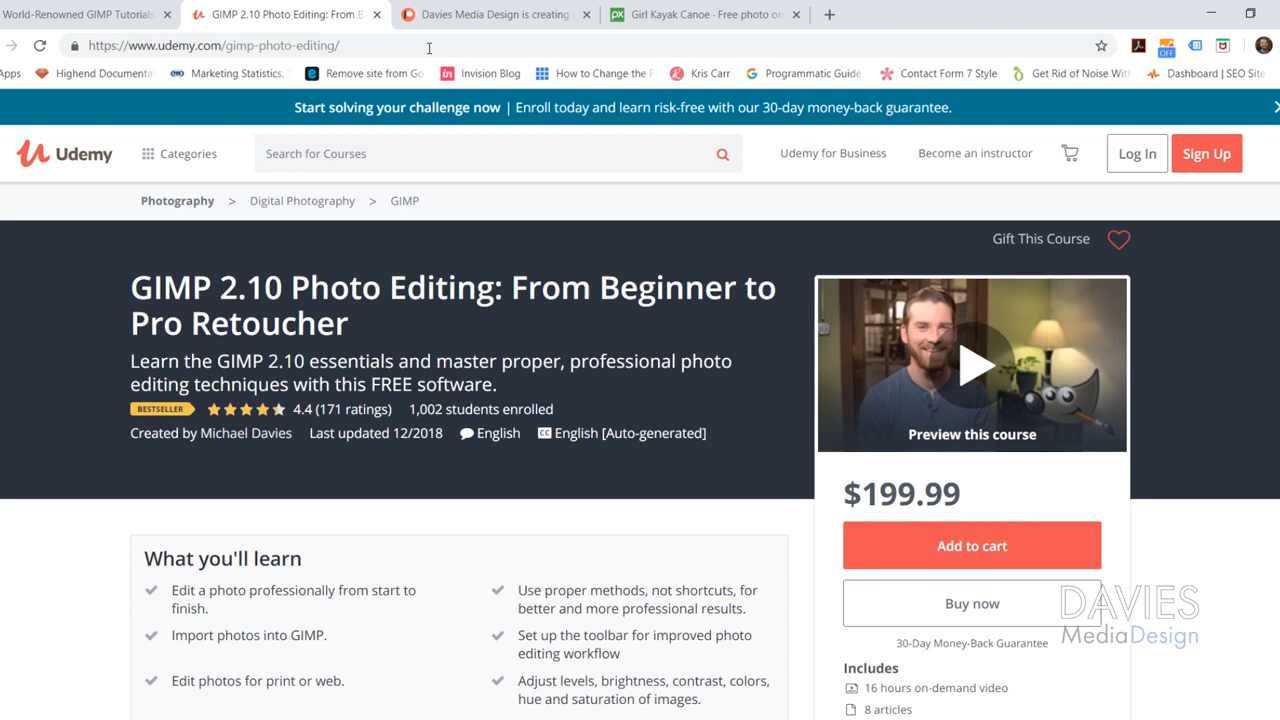 World-Renowned GIMP Tutorials
GIMP 2.10 Photo Editing: From B
Davies Media Design is creating
Girl Kayak Canoe · Free photo on
https://www.udemy.com/gimp-photo-editing/
OFF
Apps
Highend Documenta
Marketing Statistics,
Remove site from Go
Invision Blog
How to Change the P
Kris Carr
Programmatic Guide
Contact Form 7 Style
Get Rid of Noise With
Dashboard | SEO Site
Start solving your challenge now | Enroll today and learn risk-free with our 30-day money-back guarantee.
Udemy
Categories
Search for Courses
Udemy for Business
Become an instructor
Log In
Sign Up
Photography > Digital Photography > GIMP
Gift This Course
GIMP 2.10 Photo Editing: From Beginner to
Pro Retoucher
Learn the GIMP 2.10 essentials and master proper, professional photo
editing techniques with this FREE software.
BESTSELLER 4.4 (171 ratings) 1,002 students enrolled
Created by Michael Davies Last updated 12/2018 English CC English [Auto-generated]
Preview this course
$199.99
Add to cart
Buy now
30-Day Money-Back Guarantee
Includes
16 hours on-demand video
8 articles
What you'll learn
Edit a photo professionally from start to
finish.
Import photos into GIMP.
Edit photos for print or web.
Use proper methods, not shortcuts, for
better and more professional results.
Set up the toolbar for improved photo
editing workflow
Adjust levels, brightness, contrast, colors,
hue and saturation of images.
DAVIES
MediaDesign